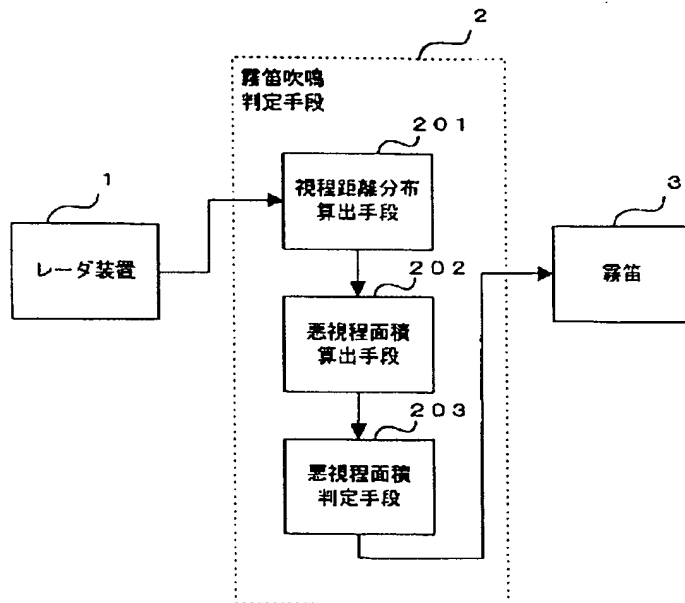 2
霧笛吹鳴
判定手段
201
視程距離分布
算出手段
1
レーダ装置
3
霧笛
202
悪視程面積
算出手段
203
悪視程面積
判定手段